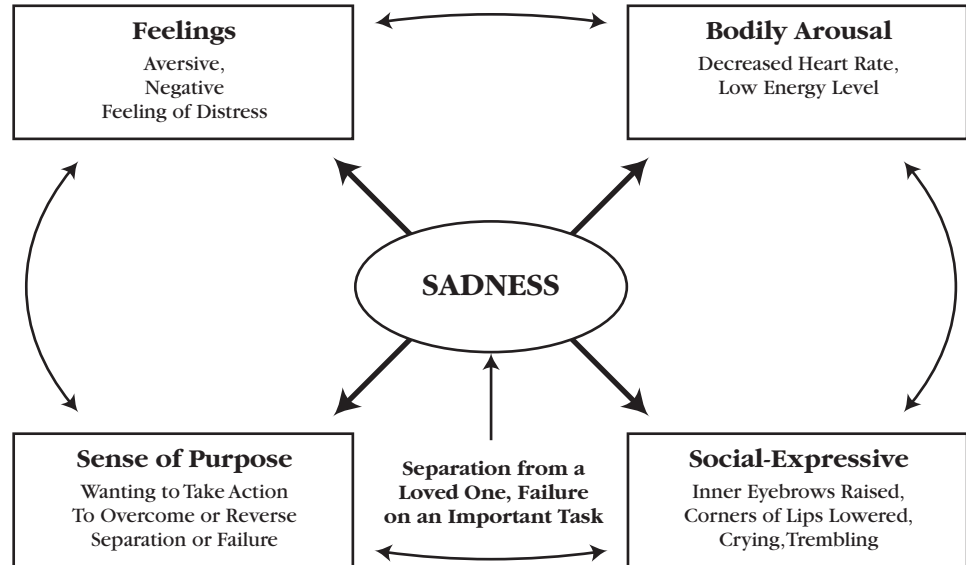 Feelings
Aversive,
Negative
Feeling of Distress
Bodily Arousal
Decreased Heart Rate,
Low Energy Level
SADNESS
Sense of Purpose
Wanting to Take Action
To Overcome or Reverse
Separation or Failure
Separation from a
Loved One, Failure
on an Important Task
Social-Expressive
Inner Eyebrows Raised,
Corners of Lips Lowered,
Crying,Trembling